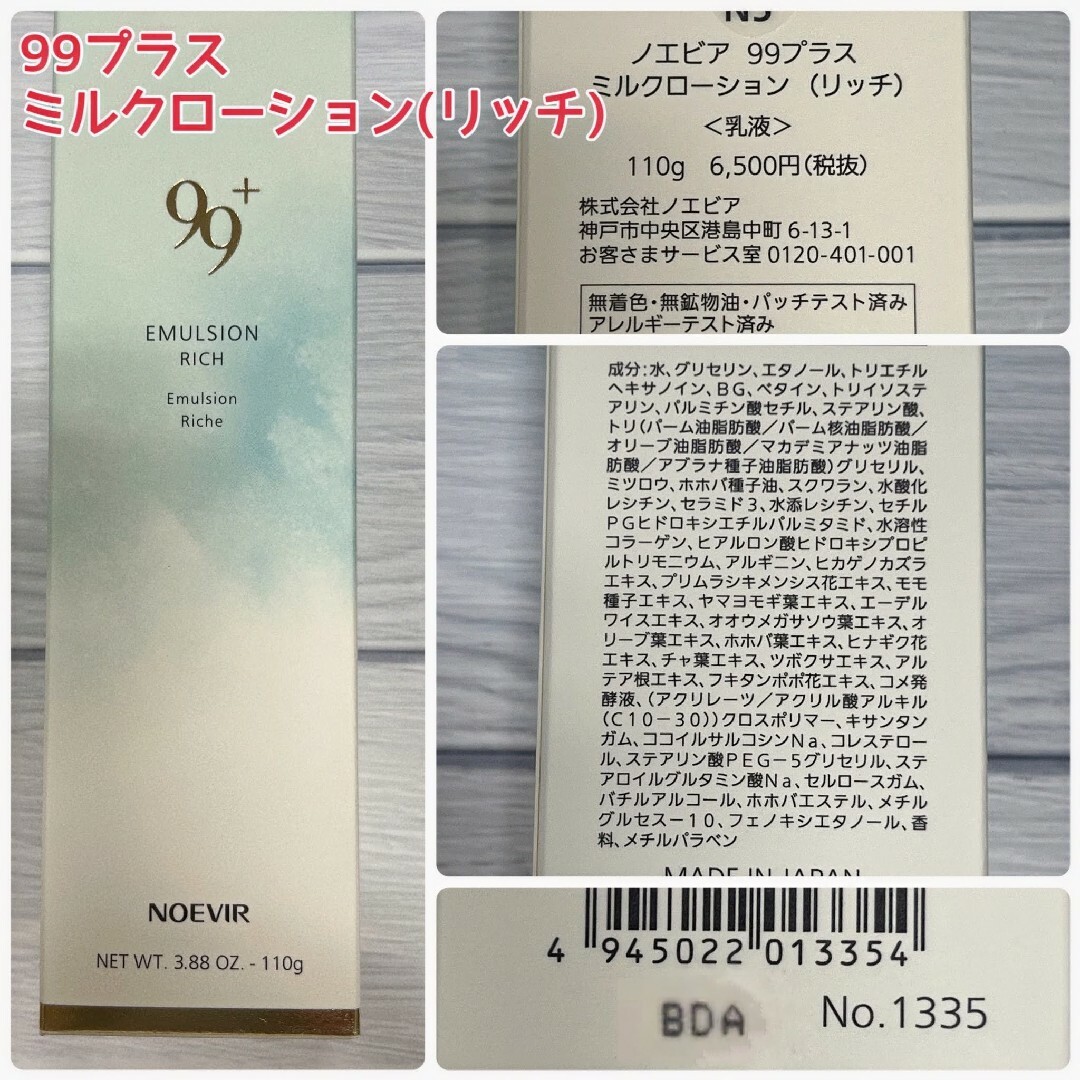 99プラス
ミルクローション(リッチ)
99+
EMULSION
RICH
Emulsion
Riche
NOEVIR
NET WT. 3.88 OZ. - 110g
ノエビア 99プラス
ミルクローション（リッチ）
＜乳液＞
110g 6,500円(税抜)
株式会社ノエビア
神戸市中央区港島中町 6-13-1
お客さまサービス室 0120-401-001
無着色・無鉱物油・パッチテスト済み
アレルギーテスト済み
成分：水、グリセリン、エタノール、トリエチル
ヘキサノイン、BG、ベタイン、トリイソステ
アリン、パルミチン酸セチル、ステアリン酸、
トリ（パーム油脂肪酸／パーム核油脂肪酸／
オリーブ油脂肪酸／マカデミアナッツ油脂
肪酸／アブラナ種子油脂肪酸）グリセリル、
ミツロウ、ホホバ種子油、スクワラン、水酸化
レシチン、セラミド３、水添レシチン、セチル
ＰＧヒドロキシエチルパルミタミド、水溶性
コラーゲン、ヒアルロン酸ヒドロキシプロピ
ルトリモニウム、アルギニン、ヒカゲノカズラ
エキス、プリムラシキメンシス花エキス、モモ
種子エキス、ヤマヨモギ葉エキス、エーデル
ワイスエキス、オオウメガサソウ葉エキス、オ
リーブ葉エキス、ホホバ葉エキス、ヒナギク花
エキス、チャ葉エキス、ツボクサエキス、アル
テア根エキス、フキタンポポ花エキス、コメ発
酵液、（アクリレーツ／アクリル酸アルキル
（Ｃ１０－３０））クロスポリマー、キサンタン
ガム、ココイルサルコシンＮａ、コレステロー
ル、ステアリン酸ＰＥＧ－５グリセリル、ステ
アロイルグルタミン酸Ｎａ、セルロースガム、
バチルアルコール、ホホバエステル、メチル
グルセス－１０、フェノキシエタノール、香
料、メチルパラベン
MADE IN JAPAN
4 945022 013354
BDA No.1335